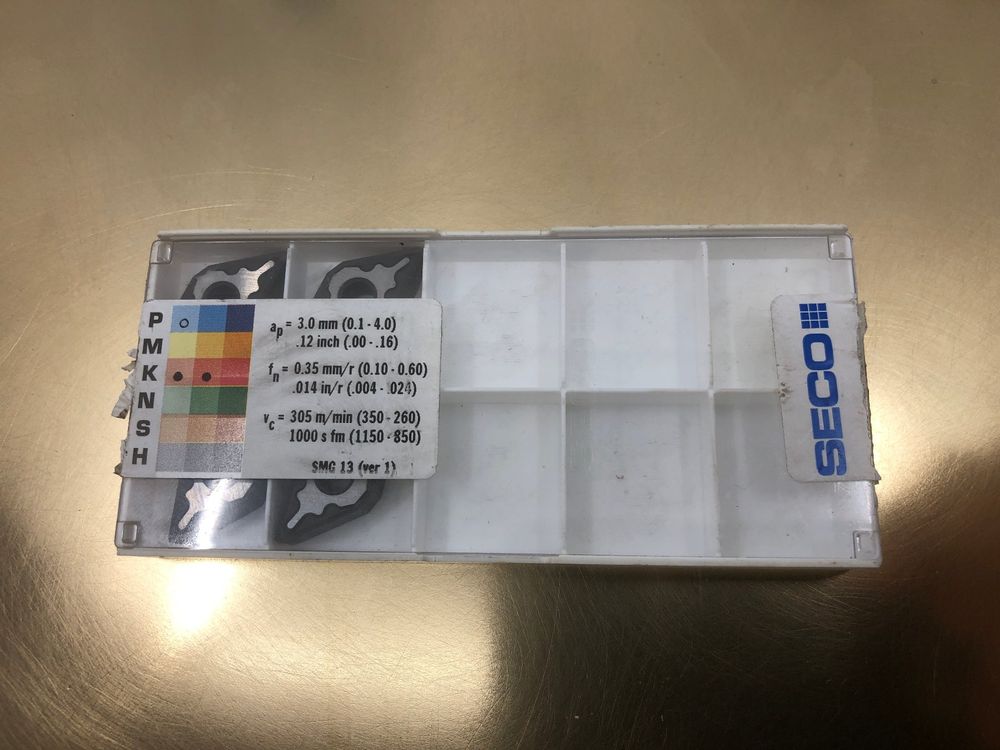 P
M
K
N
S
H
ap = 3.0 mm (0.1 - 4.0)
.12 inch (.00 - .16)
fn = 0.35 mm/r (0.10 - 0.60)
.014 in/r (.004 - .024)
vc = 305 m/min (350 - 260)
1000 s fm (1150 - 850)
SMG 13 (ver 1)
SECO